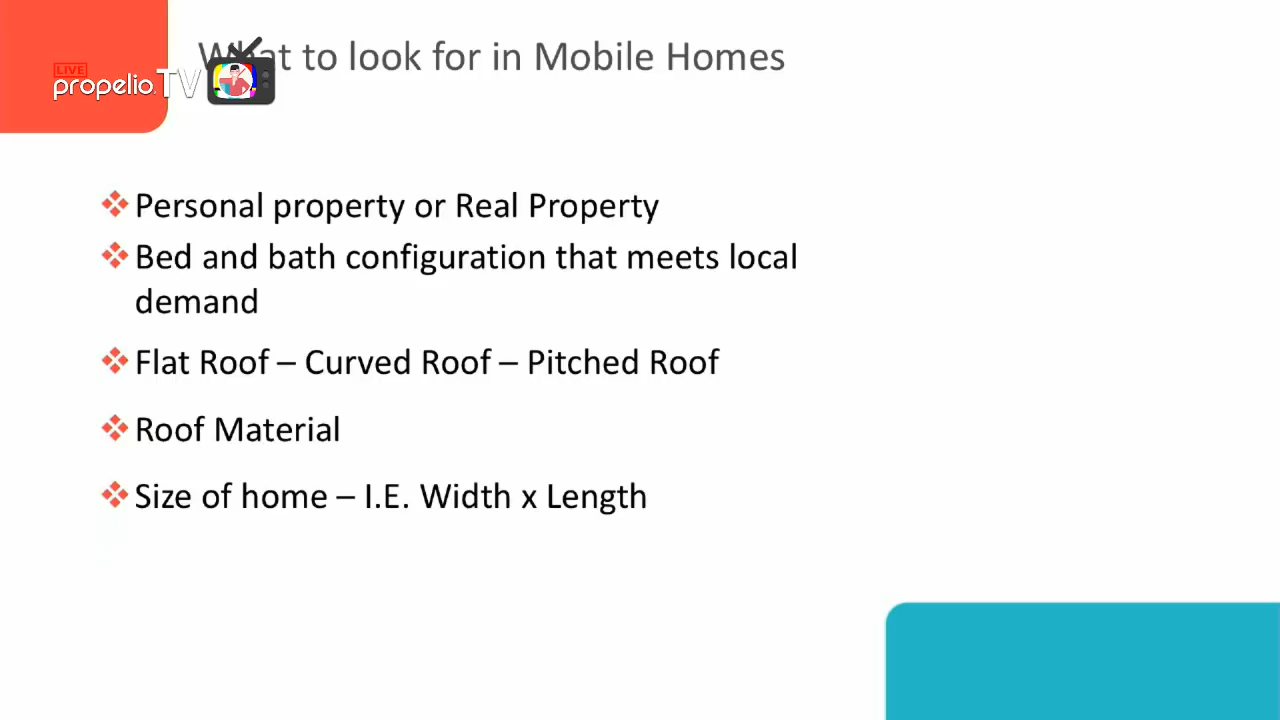 What to look for in Mobile Homes
LIVE
propelio.TV
Personal property or Real Property
Bed and bath configuration that meets local
demand
Flat Roof – Curved Roof – Pitched Roof
Roof Material
Size of home – I.E. Width x Length